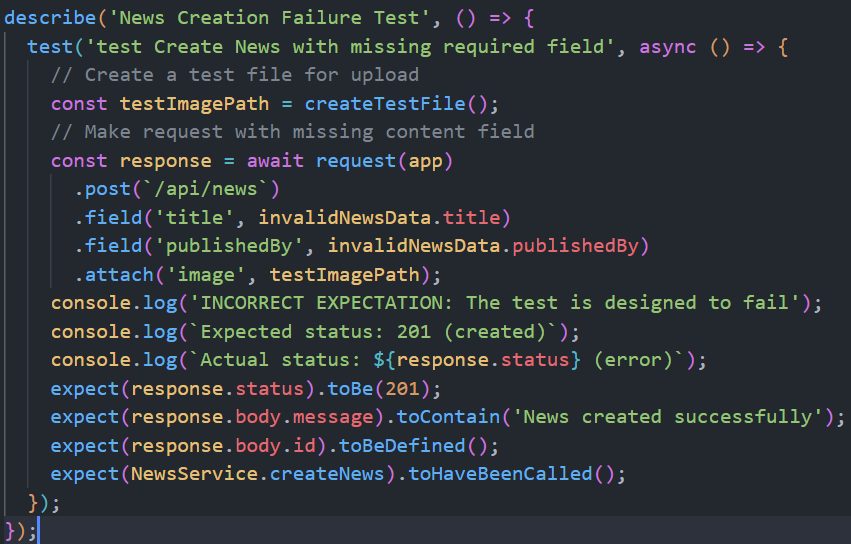 describe('News Creation Failure Test', () => {
  test('test Create News with missing required field', async () => {
    // Create a test file for upload
    const testImagePath = createTestFile();
    // Make request with missing content field
    const response = await request(app)
      .post(`/api/news`)
      .field('title', invalidNewsData.title)
      .field('publishedBy', invalidNewsData.publishedBy)
      .attach('image', testImagePath);
    console.log('INCORRECT EXPECTATION: The test is designed to fail');
    console.log(`Expected status: 201 (created)`);
    console.log(`Actual status: ${response.status} (error)`);
    expect(response.status).toBe(201);
    expect(response.body.message).toContain('News created successfully');
    expect(response.body.id).toBeDefined();
    expect(NewsService.createNews).toHaveBeenCalled();
  });
});